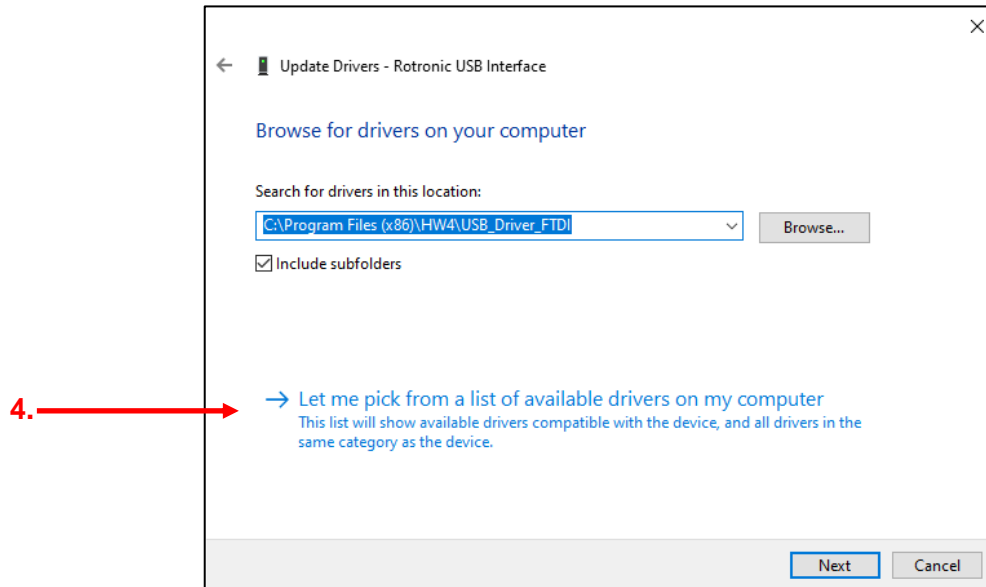 Update Drivers - Rotronic USB Interface
Browse for drivers on your computer
Search for drivers in this location:
C:\Program Files (x86)\HW4\USB_Driver_FTDI
Browse...
Include subfolders
4.
Let me pick from a list of available drivers on my computer
This list will show available drivers compatible with the device, and all drivers in the
same category as the device.
Next
Cancel